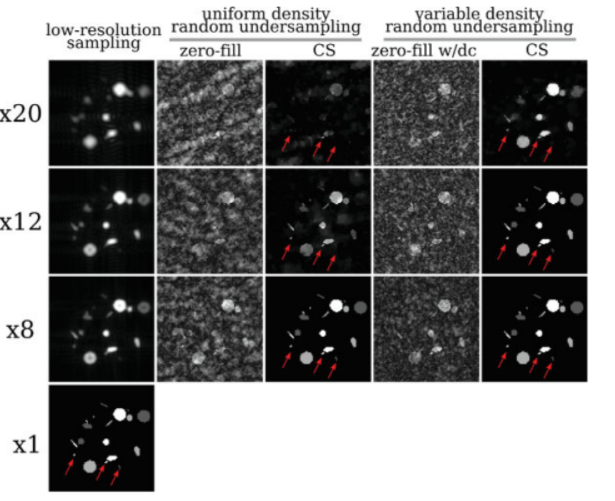 low-resolution
sampling
uniform density
random undersampling
variable density
random undersampling
zero-fill
CS
zero-fill w/dc
CS
x20
x12
x8
x1